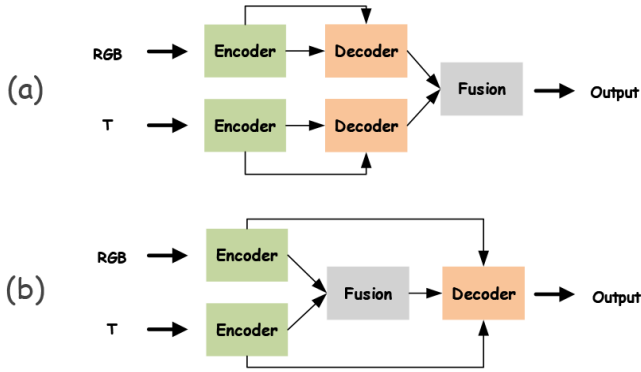 (a)
RGB
Encoder
Decoder
Fusion
Output
T
Encoder
Decoder
(b)
RGB
Encoder
Fusion
Decoder
Output
T
Encoder